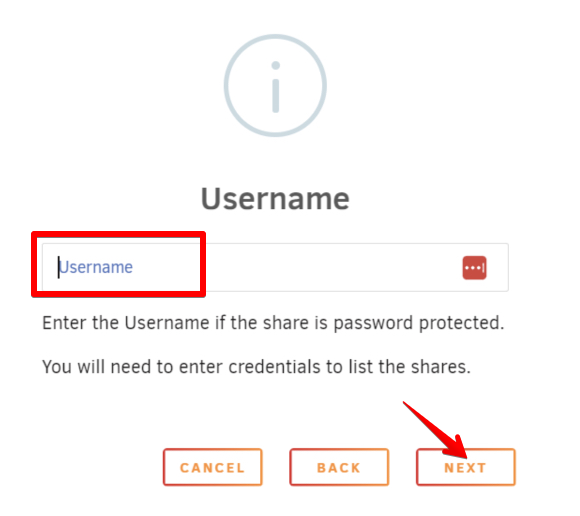 Username
Username
Enter the Username if the share is password protected.
You will need to enter credentials to list the shares.
CANCEL BACK NEXT